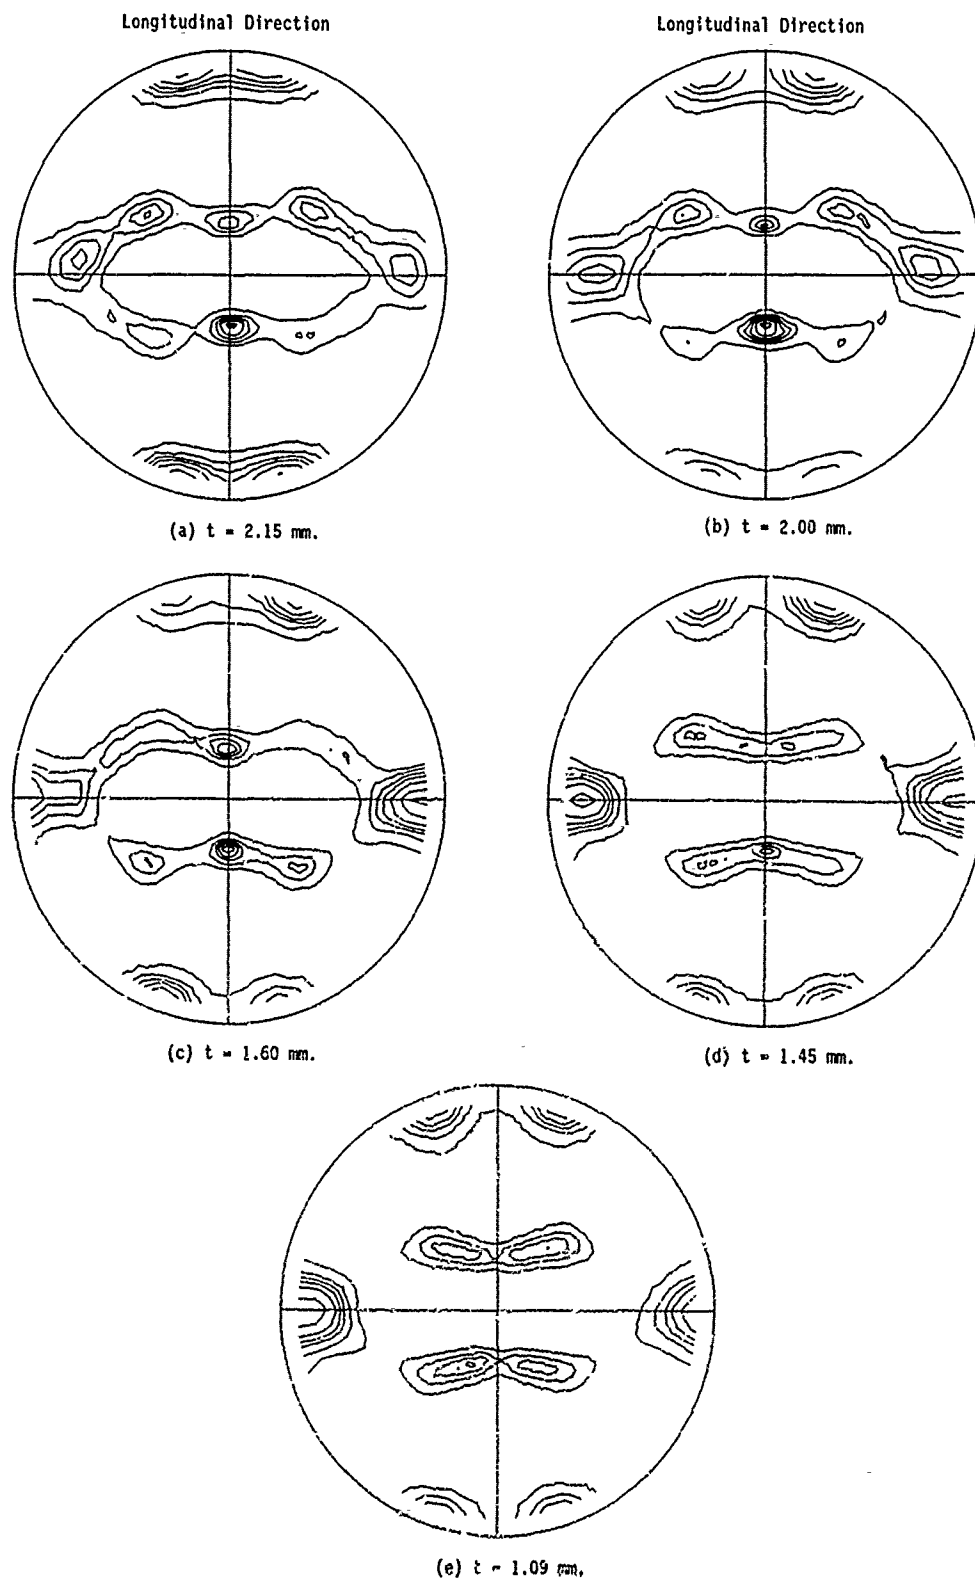 Longitudinal Direction
Longitudinal Direction
(a) t = 2.15 mm.
(b) t = 2.00 mm.
(c) t = 1.60 mm.
(d) t = 1.45 mm.
(e) t - 1.09 mm.